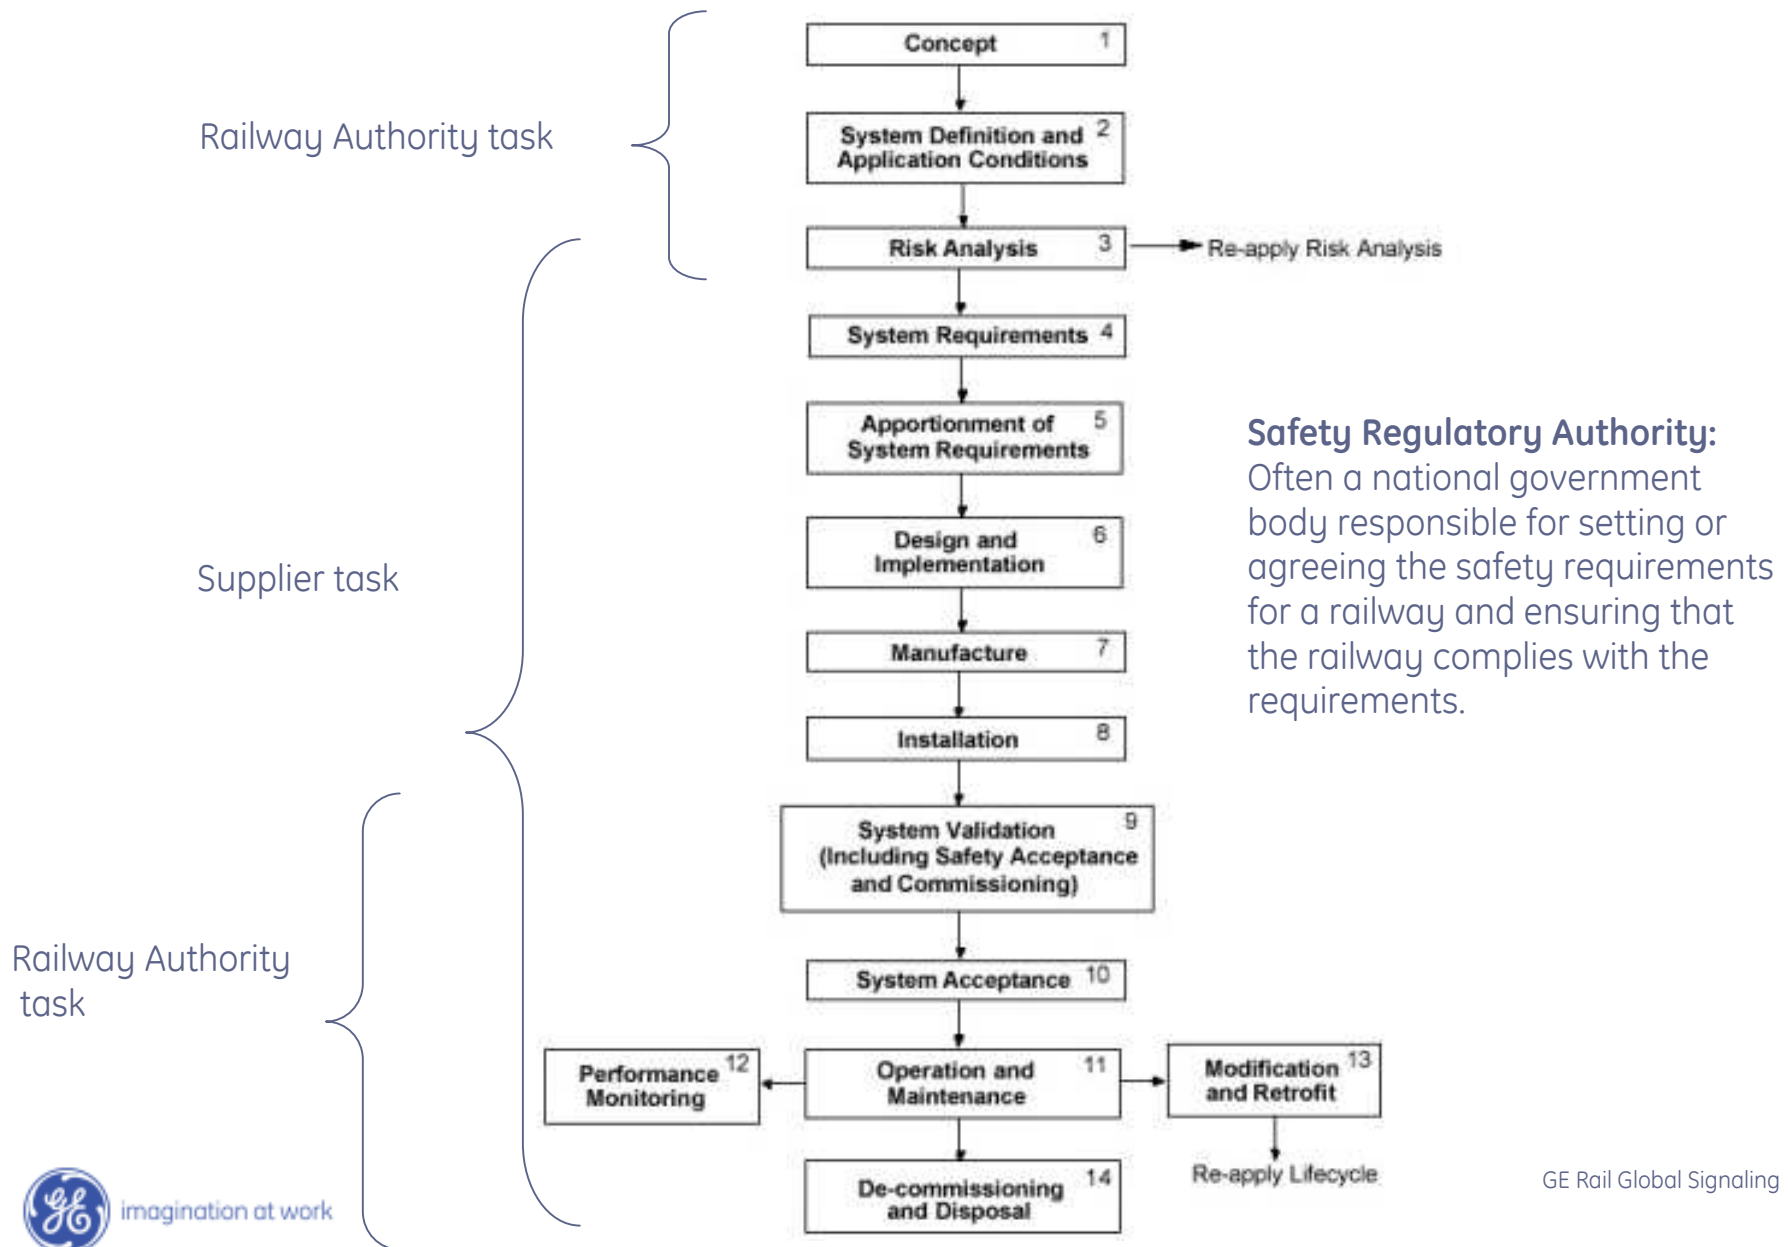 Concept 1
Railway Authority task
System Definition and 2
Application Conditions
Risk Analysis 3
Re-apply Risk Analysis
System Requirements 4
Apportionment of 5
System Requirements
Safety Regulatory Authority:
Often a national government
body responsible for setting or
agreeing the safety requirements
for a railway and ensuring that
the railway complies with the
requirements.
Design and 6
Implementation
Supplier task
Manufacture 7
Installation 8
System Validation 9
(Including Safety Acceptance
and Commissioning)
Railway Authority
task
System Acceptance 10
Performance 12
Monitoring
Operation and 11
Maintenance
Modification 13
and Retrofit
Re-apply Lifecycle
De-commissioning 14
and Disposal
GE
imagination at work
GE Rail Global Signaling